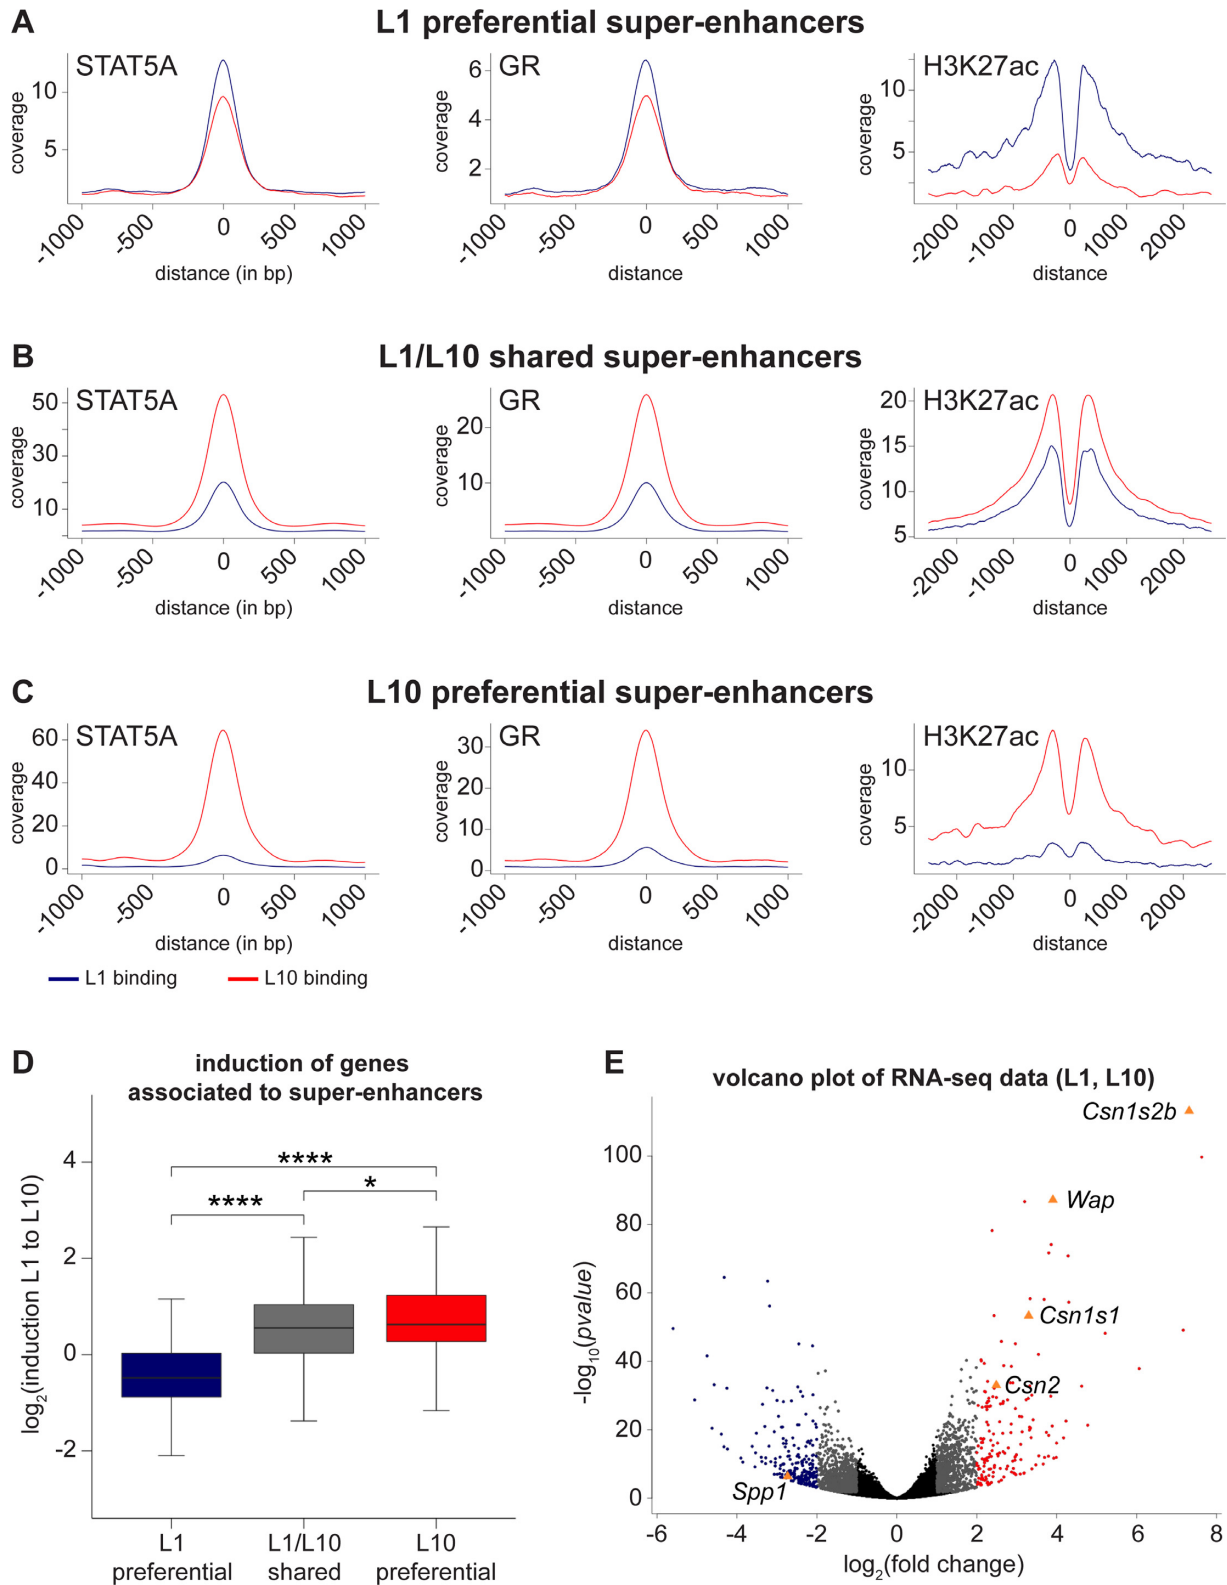 A
L1 preferential super-enhancers
STAT5A
GR
H3K27ac
coverage
10
5
coverage
6
4
2
coverage
5
-1000
-500
0
500
1000
-1000
-500
0
500
1000
-2000
0
1000
2000
distance (in bp)
distance
distance
B
L1/L10 shared super-enhancers
STAT5A
GR
H3K27ac
coverage
50
30
10
coverage
20
10
coverage
20
15
10
5
-1000
-500
0
500
1000
-1000
-500
0
500
1000
-2000
0
1000
2000
distance (in bp)
distance
distance
C
L10 preferential super-enhancers
STAT5A
GR
H3K27ac
coverage
60
40
20
0
coverage
30
20
10
0
coverage
10
5
-1000
-500
0
500
1000
-1000
-500
0
500
1000
-2000
0
1000
2000
distance (in bp)
distance
distance
L1 binding
L10 binding
D
induction of genes
associated to super-enhancers
log2(induction L1 to L10)
4
2
0
-2
****
****
*
L1
preferential
L1/L10
shared
L10
preferential
E
volcano plot of RNA-seq data (L1, L10)
-log10(pvalue)
100
80
60
40
20
0
Csn1s2b
Wap
Csn1s1
Csn2
Spp1
-6
-4
-2
0
2
4
6
8
log2(fold change)